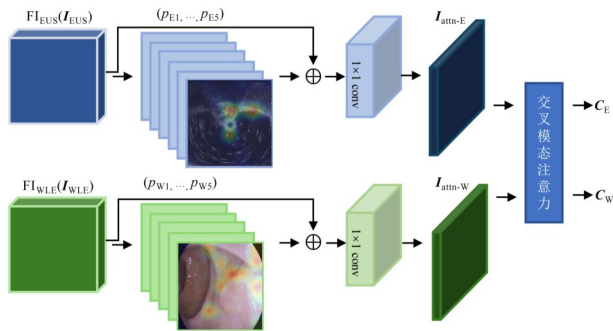 FI_EUS(I_EUS)
(p_E1, ···, p_E5)
I_attn-E
1×1 conv
交叉模态注意力
C_E
C_W
FI_WLE(I_WLE)
(p_W1, ···, p_W5)
I_attn-W
1×1 conv